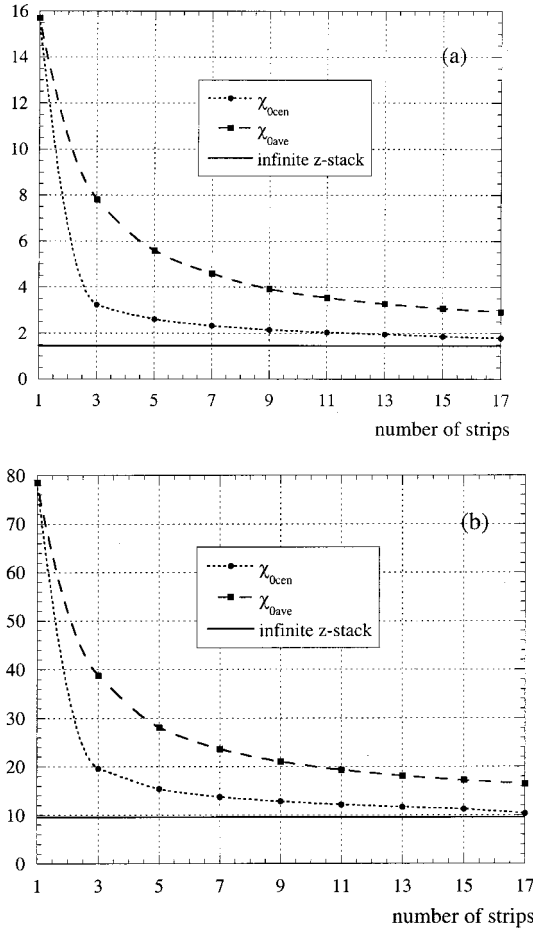 16
(a)
14
χ0cen
12
χ0ave
infinite z-stack
10
8
6
4
2
0
1 3 5 7 9 11 13 15 17
number of strips
80
(b)
70
χ0cen
60
χ0ave
infinite z-stack
50
40
30
20
10
0
1 3 5 7 9 11 13 15 17
number of strips